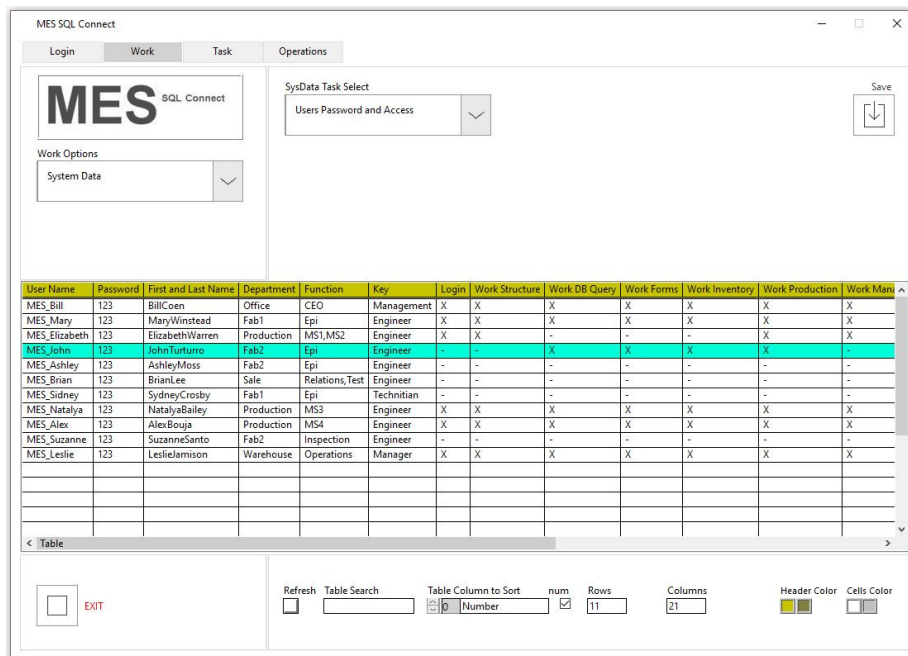 MES SQL Connect
Login Work Task Operations
MES SQL Connect
SysData Task Select
Users Password and Access
Save
Work Options
System Data
User Name Password First and Last Name Department Function Key Login Work Structure Work DB Query Work Forms Work Inventory Work Production Work Mana
MES_Bill 123 BillCoen Office CEO Management X X X X X X X
MES_Mary 123 MaryWinstead Fab1 Epi Engineer X X X X X X X
MES_Elizabeth 123 ElizabethWarren Production MS1,MS2 Engineer X X - - - X X
MES_John 123 JohnTurturro Fab2 Epi Engineer - - X X X X -
MES_Ashley 123 AshleyMoss Fab2 Epi Engineer - - - - - - -
MES_Brian 123 BrianLee Sale Relations,Test Engineer - - - - - - -
MES_Sidney 123 SydneyCrosby Fab1 Epi Technitian - - - - - - -
MES_Natalya 123 NatalyaBailey Production MS3 Engineer X X X X X X X
MES_Alex 123 AlexBouja Production MS4 Engineer X X X X X X X
MES_Suzanne 123 SuzanneSanto Fab2 Inspection Engineer - - - - - - -
MES_Leslie 123 LeslieJamison Warehouse Operations Manager X X X X X X X
Table
EXIT
Refresh Table Search Table Column to Sort num Rows Columns Header Color Cells Color
0 Number 11 21